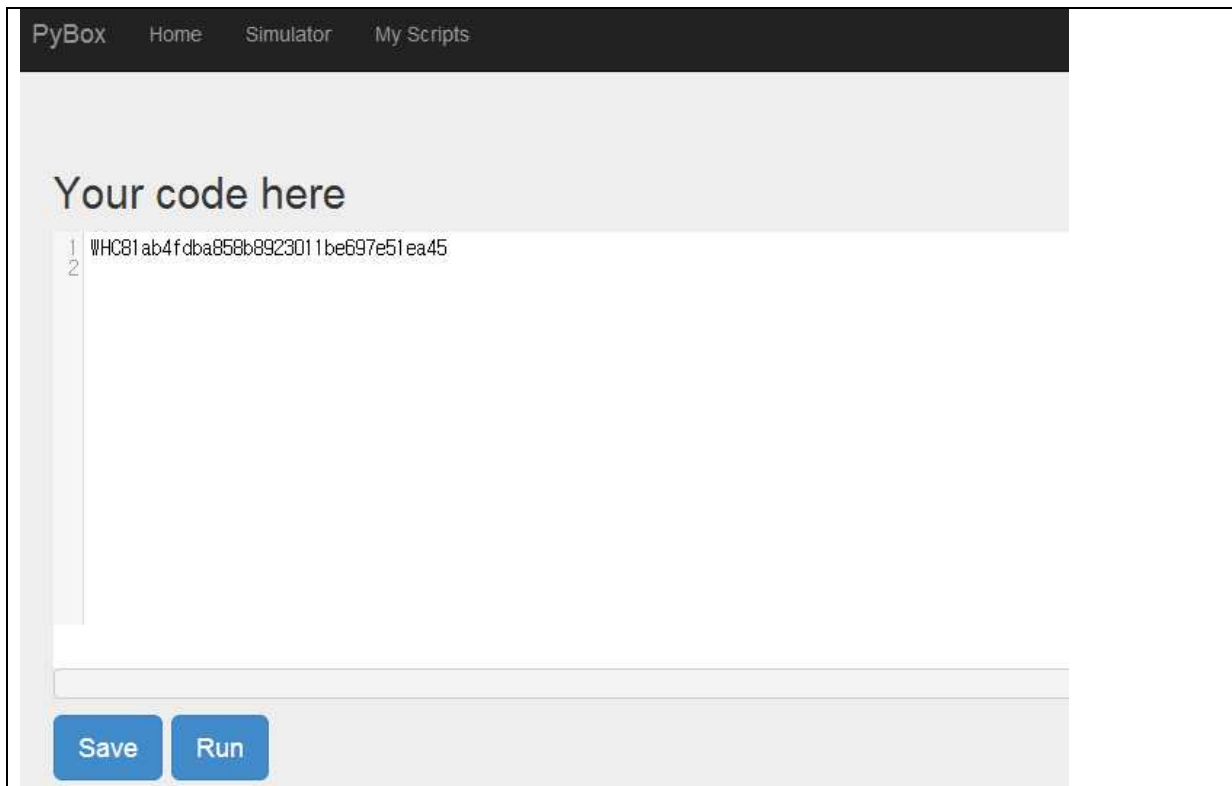 PyBox Home Simulator My Scripts
Your code here
1 WHC81ab4fdba858b8923011be697e51ea45
2
Save Run